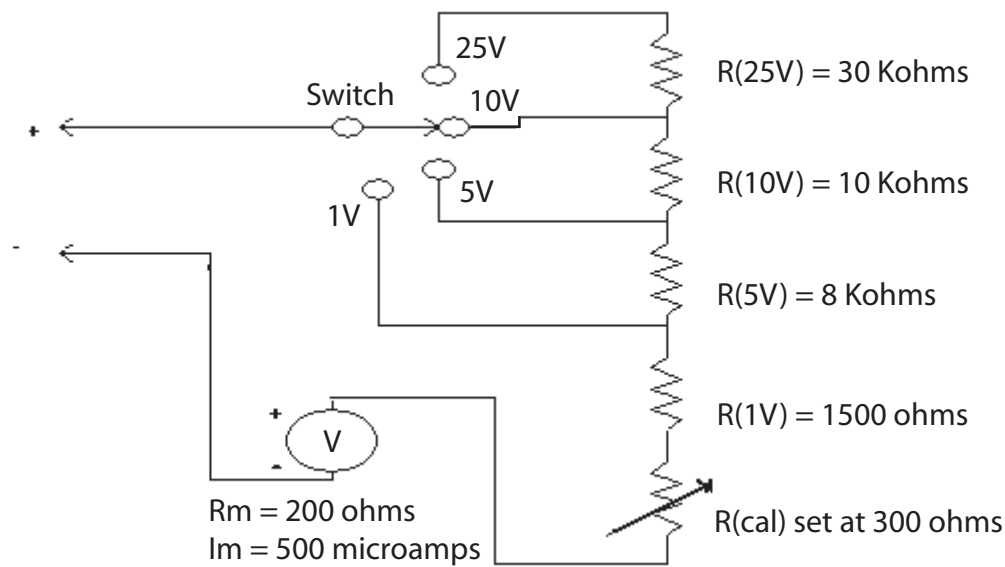 25V
R(25V) = 30 Kohms
Switch
10V
+
R(10V) = 10 Kohms
5V
1V
-
R(5V) = 8 Kohms
+
R(1V) = 1500 ohms
V
-
Rm = 200 ohms
R(cal) set at 300 ohms
Im = 500 microamps